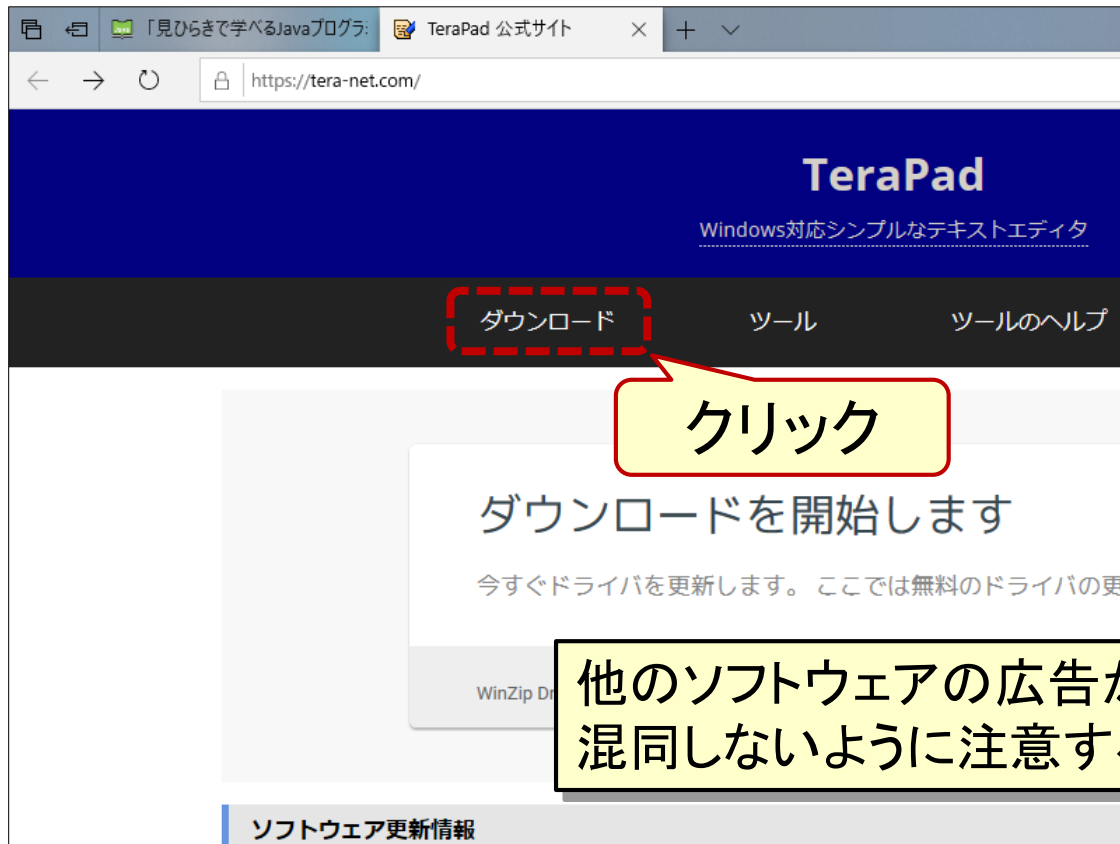 「見ひらきで学べるJavaプログラ
TeraPad 公式サイト
https://tera-net.com/
TeraPad
Windows対応シンプルなテキストエディタ
ダウンロード
ツール
ツールのヘルプ
クリック
ダウンロードを開始します
今すぐドライバを更新します。 ここでは無料のドライバの更
WinZip Dr
他のソフトウェアの広告が
混同しないように注意する
ソフトウェア更新情報